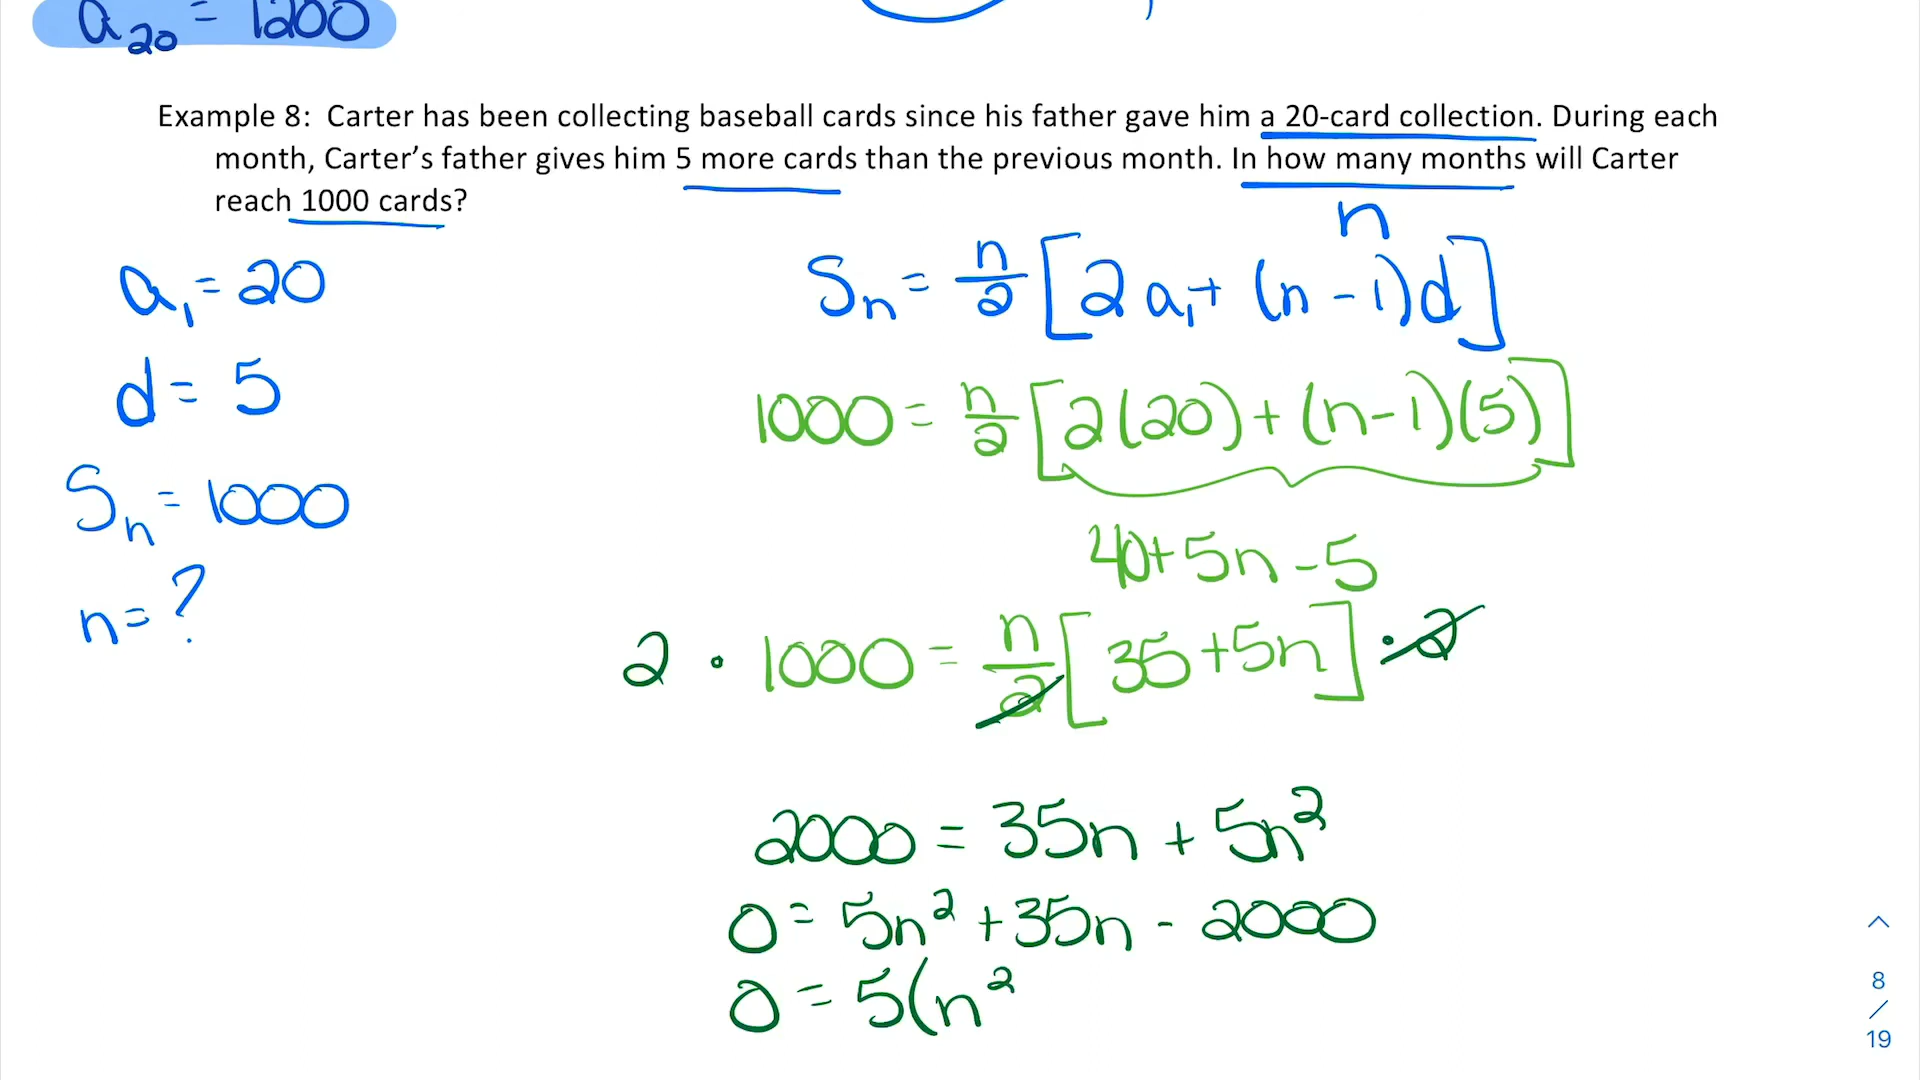 a₂₀ = 1200
Example 8: Carter has been collecting baseball cards since his father gave him a 20-card collection. During each
month, Carter’s father gives him 5 more cards than the previous month. In how many months will Carter
reach 1000 cards?
n
a₁ = 20
Sₙ = n/2 [2a₁ + (n - 1)d]
d = 5
1000 = n/2 [2(20) + (n-1)(5)]
Sₙ = 1000
40 + 5n - 5
n = ?
2 · 1000 = n/2 [35 + 5n] · 2
2000 = 35n + 5n²
0 = 5n² + 35n - 2000
0 = 5(n²
8
/
19